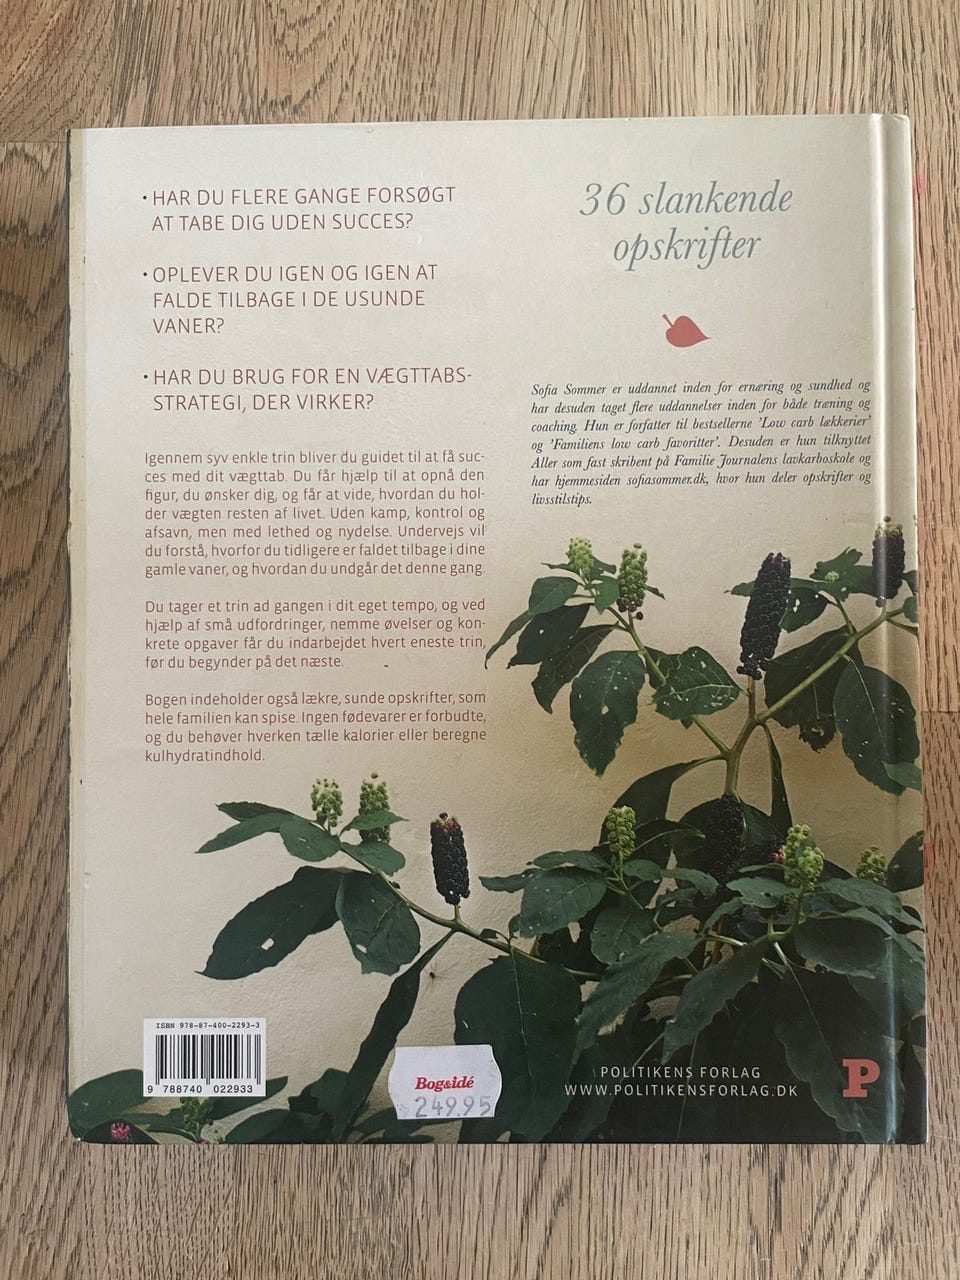 • HAR DU FLERE GANGE FORSØGT
AT TABE DIG UDEN SUCCES?
• OPLEVER DU IGEN OG IGEN AT
FALDE TILBAGE I DE USUNDE
VANER?
• HAR DU BRUG FOR EN VÆGTTABS-
STRATEGI, DER VIRKER?
Igennem syv enkle trin bliver du guidet til at få suc-
ces med dit vægttab. Du får hjælp til at opnå den
figur, du ønsker dig, og får at vide, hvordan du hol-
der vægten resten af livet. Uden kamp, kontrol og
afsavn, men med lethed og nydelse. Undervejs vil
du forstå, hvorfor du tidligere er faldet tilbage i dine
gamle vaner, og hvordan du undgår det denne gang.
Du tager et trin ad gangen i dit eget tempo, og ved
hjælp af små udfordringer, nemme øvelser og kon-
krete opgaver får du indarbejdet hvert eneste trin,
før du begynder på det næste.
Bogen indeholder også lækre, sunde opskrifter, som
hele familien kan spise. Ingen fødevarer er forbudte,
og du behøver hverken tælle kalorier eller beregne
kulhydratindhold.
36 slankende
opskrifter
Sofia Sommer er uddannet inden for ernæring og sundhed og
har desuden taget flere uddannelser inden for både træning og
coaching. Hun er forfatter til bestsellerne 'Low carb lækkerier'
og 'Familiens low carb favoritter'. Desuden er hun tilknyttet
Aller som fast skribent på Familie Journalens lavkarboskole og
har hjemmesiden sofiasommer.dk, hvor hun deler opskrifter og
livsstilstips.
ISBN 978-87-400-2293-3
9 788740 022933
Bog&idé
249.95
POLITIKENS FORLAG
WWW.POLITIKENSFORLAG.DK
P